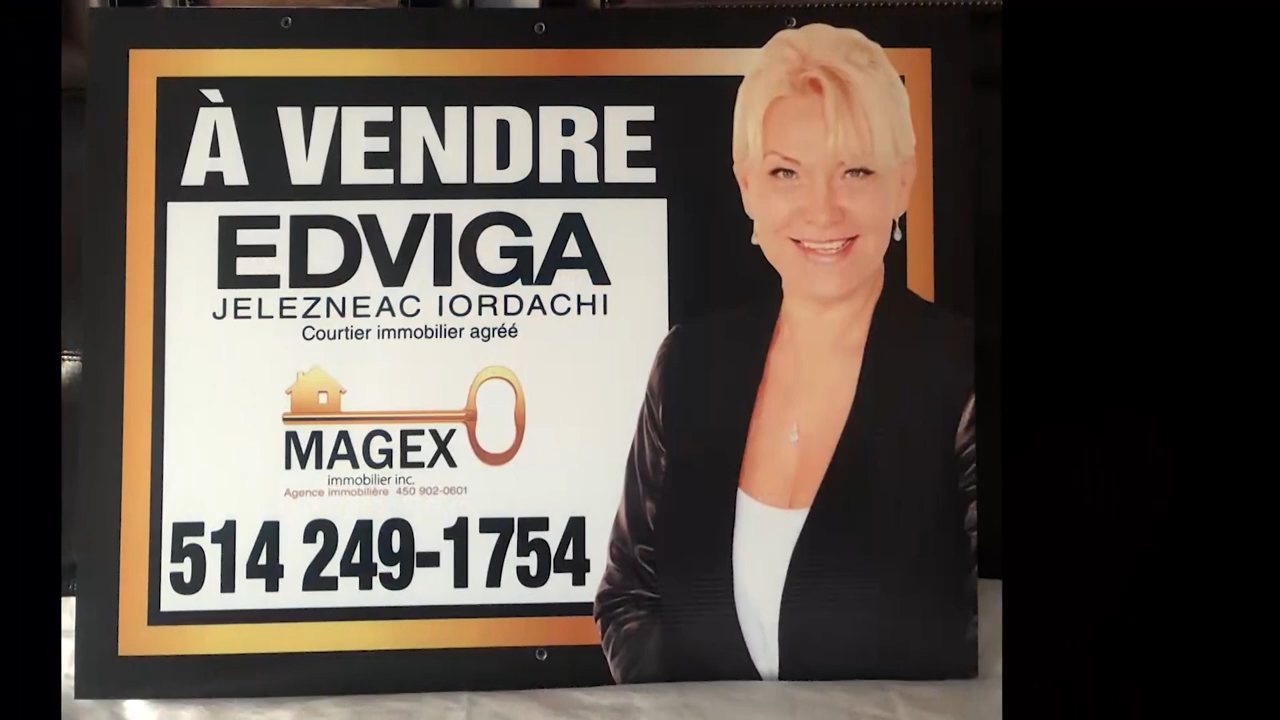 À VENDRE
EDVIGA
JELEZNEAC IORDACHI
Courtier immobilier agréé
MAGEX
immobilier inc.
Agence immobilière 450 902-0601
514 249-1754